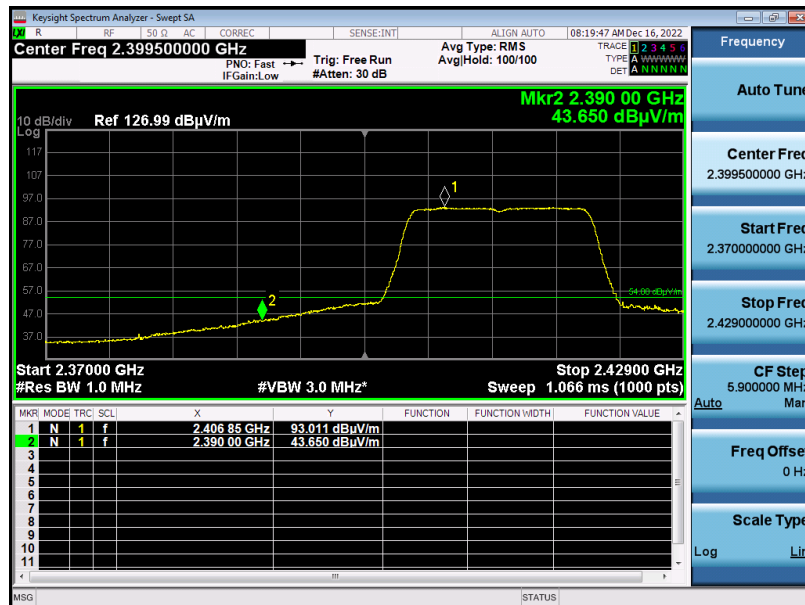 Keysight Spectrum Analyzer - Swept SA
LXI R RF 50 Ω AC CORREC SENSE:INT ALIGN AUTO 08:19:47 AM Dec 16, 2022
Center Freq 2.399500000 GHz
PNO: Fast
IFGain:Low
Trig: Free Run
#Atten: 30 dB
Avg Type: RMS
Avg|Hold: 100/100
TRACE 1 2 3 4 5 6
TYPE A WWWWW
DET A N N N N N
Mkr2 2.390 00 GHz
43.650 dBµV/m
10 dB/div Ref 126.99 dBµV/m
Log
117
107
97.0
87.0
77.0
67.0
57.0
47.0
37.0
1
2
54.00 dBµV/m
Start 2.37000 GHz Stop 2.42900 GHz
#Res BW 1.0 MHz #VBW 3.0 MHz* Sweep 1.066 ms (1000 pts)
MKR MODE TRC SCL X Y FUNCTION FUNCTION WIDTH FUNCTION VALUE
1 N 1 f 2.406 85 GHz 93.011 dBµV/m
2 N 1 f 2.390 00 GHz 43.650 dBµV/m
3
4
5
6
7
8
9
10
11
MSG STATUS
Frequency
Auto Tune
Center Freq
2.399500000 GHz
Start Freq
2.370000000 GHz
Stop Freq
2.429000000 GHz
CF Step
5.900000 MHz
Auto Man
Freq Offset
0 Hz
Scale Type
Log Lin